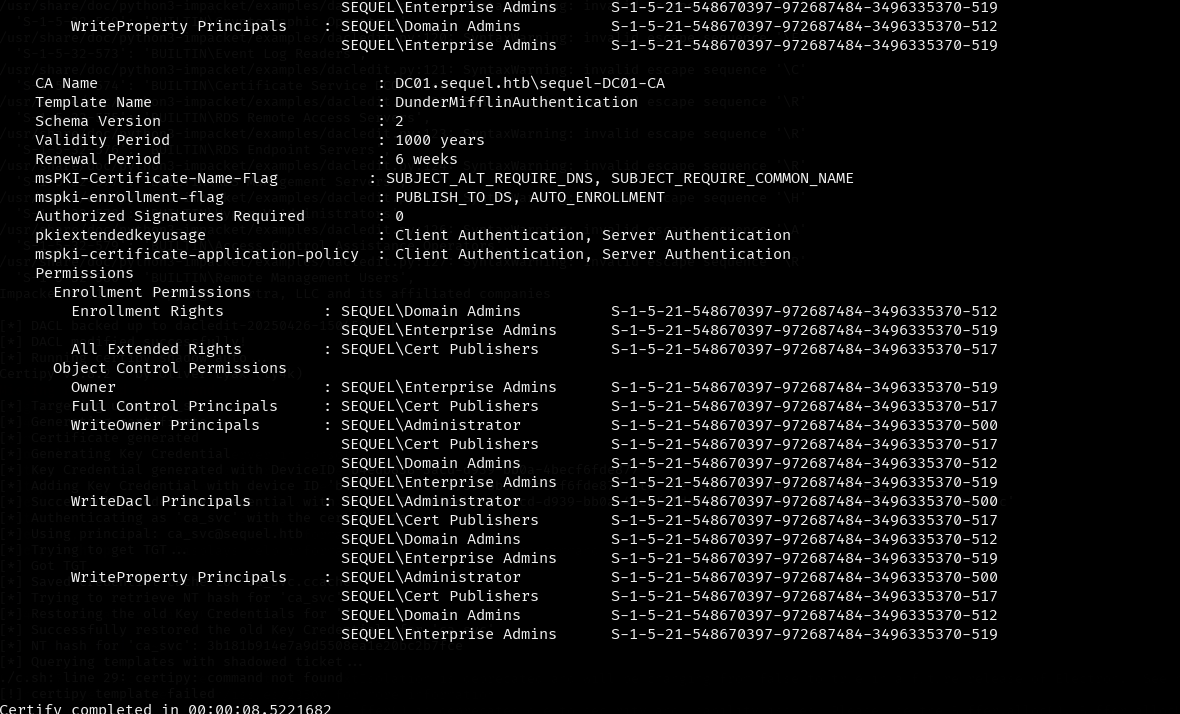 SEQUEL\Enterprise Admins S-1-5-21-548670397-972687484-3496335370-519
WriteProperty Principals : SEQUEL\Domain Admins S-1-5-21-548670397-972687484-3496335370-512
SEQUEL\Enterprise Admins S-1-5-21-548670397-972687484-3496335370-519
CA Name : DC01.sequel.htb\sequel-DC01-CA
Template Name : DunderMifflinAuthentication
Schema Version : 2
Validity Period : 1000 years
Renewal Period : 6 weeks
msPKI-Certificate-Name-Flag : SUBJECT_ALT_REQUIRE_DNS, SUBJECT_REQUIRE_COMMON_NAME
mspki-enrollment-flag : PUBLISH_TO_DS, AUTO_ENROLLMENT
Authorized Signatures Required : 0
pkiextendedkeyusage : Client Authentication, Server Authentication
mspki-certificate-application-policy : Client Authentication, Server Authentication
Permissions
Enrollment Permissions
Enrollment Rights : SEQUEL\Domain Admins S-1-5-21-548670397-972687484-3496335370-512
SEQUEL\Enterprise Admins S-1-5-21-548670397-972687484-3496335370-519
All Extended Rights : SEQUEL\Cert Publishers S-1-5-21-548670397-972687484-3496335370-517
Object Control Permissions
Owner : SEQUEL\Enterprise Admins S-1-5-21-548670397-972687484-3496335370-519
Full Control Principals : SEQUEL\Cert Publishers S-1-5-21-548670397-972687484-3496335370-517
WriteOwner Principals : SEQUEL\Administrator S-1-5-21-548670397-972687484-3496335370-500
SEQUEL\Cert Publishers S-1-5-21-548670397-972687484-3496335370-517
SEQUEL\Domain Admins S-1-5-21-548670397-972687484-3496335370-512
SEQUEL\Enterprise Admins S-1-5-21-548670397-972687484-3496335370-519
WriteDacl Principals : SEQUEL\Administrator S-1-5-21-548670397-972687484-3496335370-500
SEQUEL\Cert Publishers S-1-5-21-548670397-972687484-3496335370-517
SEQUEL\Domain Admins S-1-5-21-548670397-972687484-3496335370-512
SEQUEL\Enterprise Admins S-1-5-21-548670397-972687484-3496335370-519
WriteProperty Principals : SEQUEL\Administrator S-1-5-21-548670397-972687484-3496335370-500
SEQUEL\Cert Publishers S-1-5-21-548670397-972687484-3496335370-517
SEQUEL\Domain Admins S-1-5-21-548670397-972687484-3496335370-512
SEQUEL\Enterprise Admins S-1-5-21-548670397-972687484-3496335370-519
Certify completed in 00:00:08.5221682